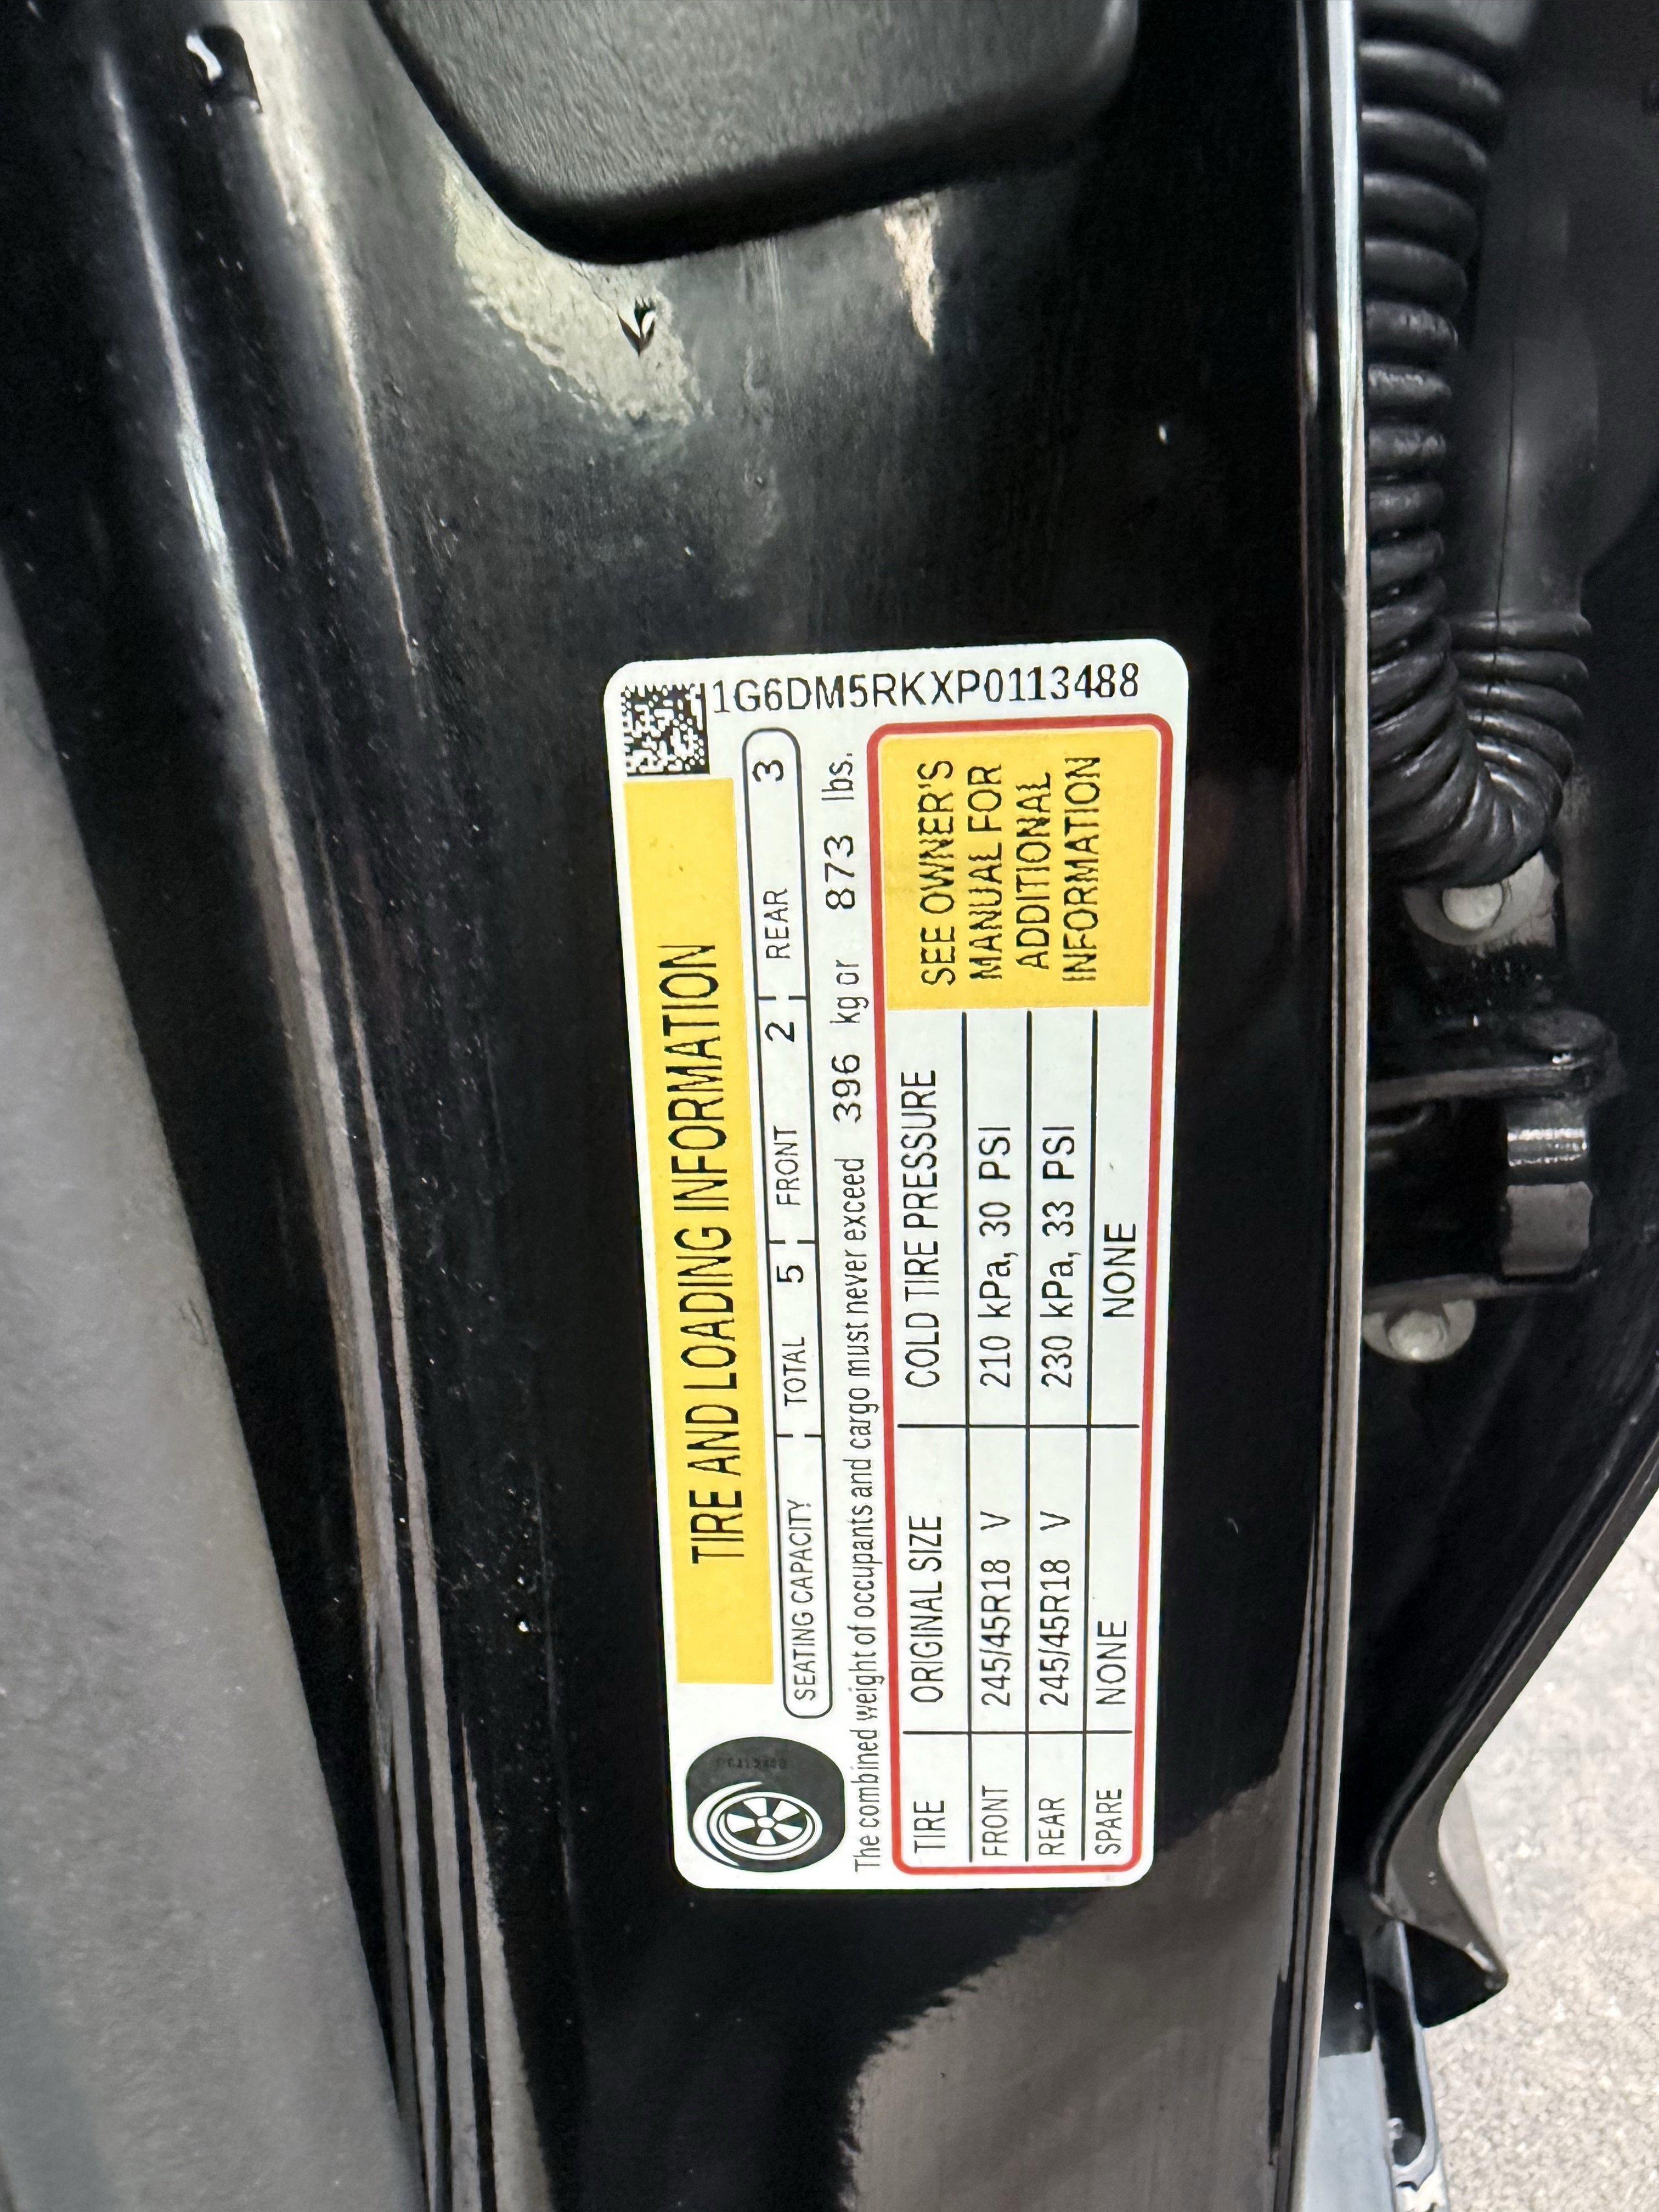 1G6DM5RKXP0113488
TIRE AND LOADING INFORMATION
SEATING CAPACITY TOTAL 5 FRONT 2 REAR 3
The combined weight of occupants and cargo must never exceed 396 kg or 873 lbs.
TIRE ORIGINAL SIZE COLD TIRE PRESSURE
FRONT 245/45R18 V 210 kPa, 30 PSI
REAR 245/45R18 V 230 kPa, 33 PSI
SPARE NONE NONE
SEE OWNER'S
MANUAL FOR
ADDITIONAL
INFORMATION